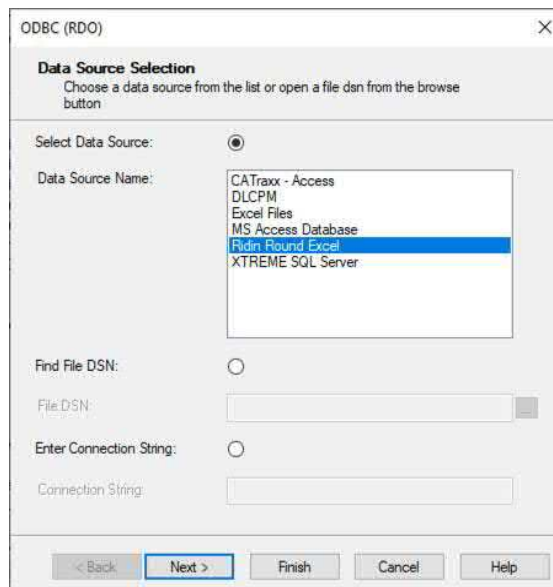 ODBC (RDO)
Data Source Selection
Choose a data source from the list or open a file dsn from the browse
button
Select Data Source:
Data Source Name:
CATraxx - Access
DLCPM
Excel Files
MS Access Database
Ridin Round Excel
XTREME SQL Server
Find File DSN:
File DSN:
...
Enter Connection String:
Connection String:
< Back
Next >
Finish
Cancel
Help